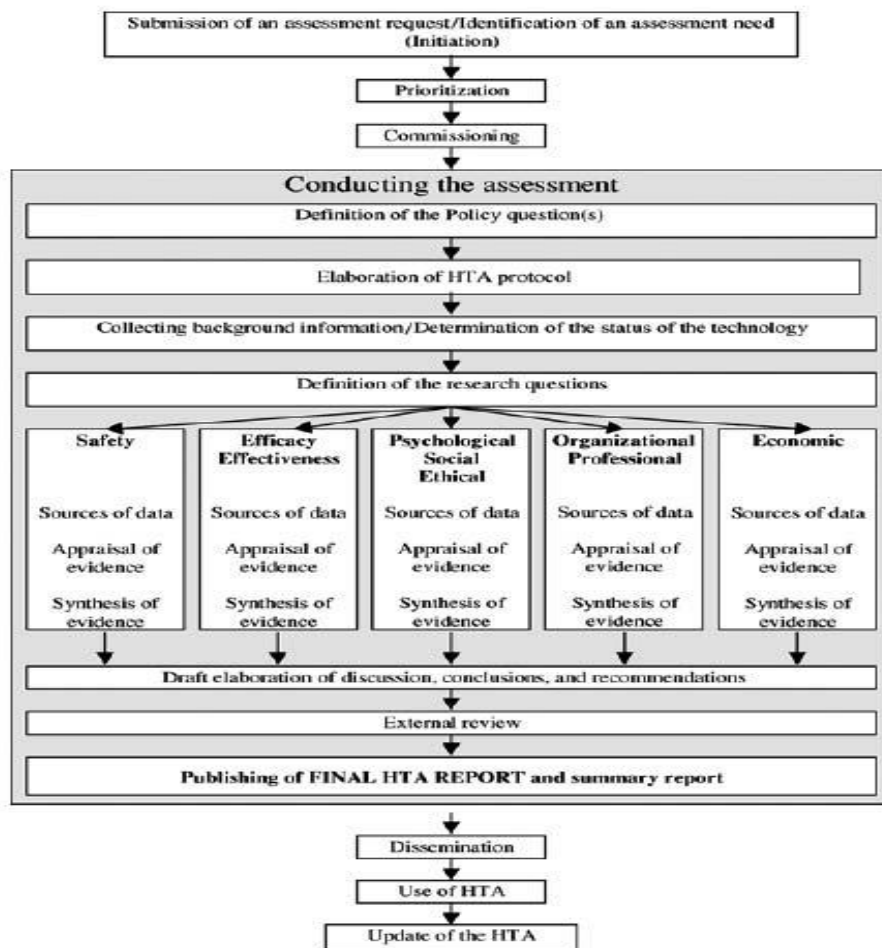 Submission of an assessment request/Identification of an assessment need
(Initiation)
Prioritization
Commissioning
Conducting the assessment
Definition of the Policy question(s)
Elaboration of HTA protocol
Collecting background information/Determination of the status of the technology
Definition of the research questions
Safety
Sources of data
Appraisal of
evidence
Synthesis of
evidence
Efficacy
Effectiveness
Sources of data
Appraisal of
evidence
Synthesis of
evidence
Psychological
Social
Ethical
Sources of data
Appraisal of
evidence
Synthesis of
evidence
Organizational
Professional
Sources of data
Appraisal of
evidence
Synthesis of
evidence
Economic
Sources of data
Appraisal of
evidence
Synthesis of
evidence
Draft elaboration of discussion, conclusions, and recommendations
External review
Publishing of FINAL HTA REPORT and summary report
Dissemination
Use of HTA
Update of the HTA